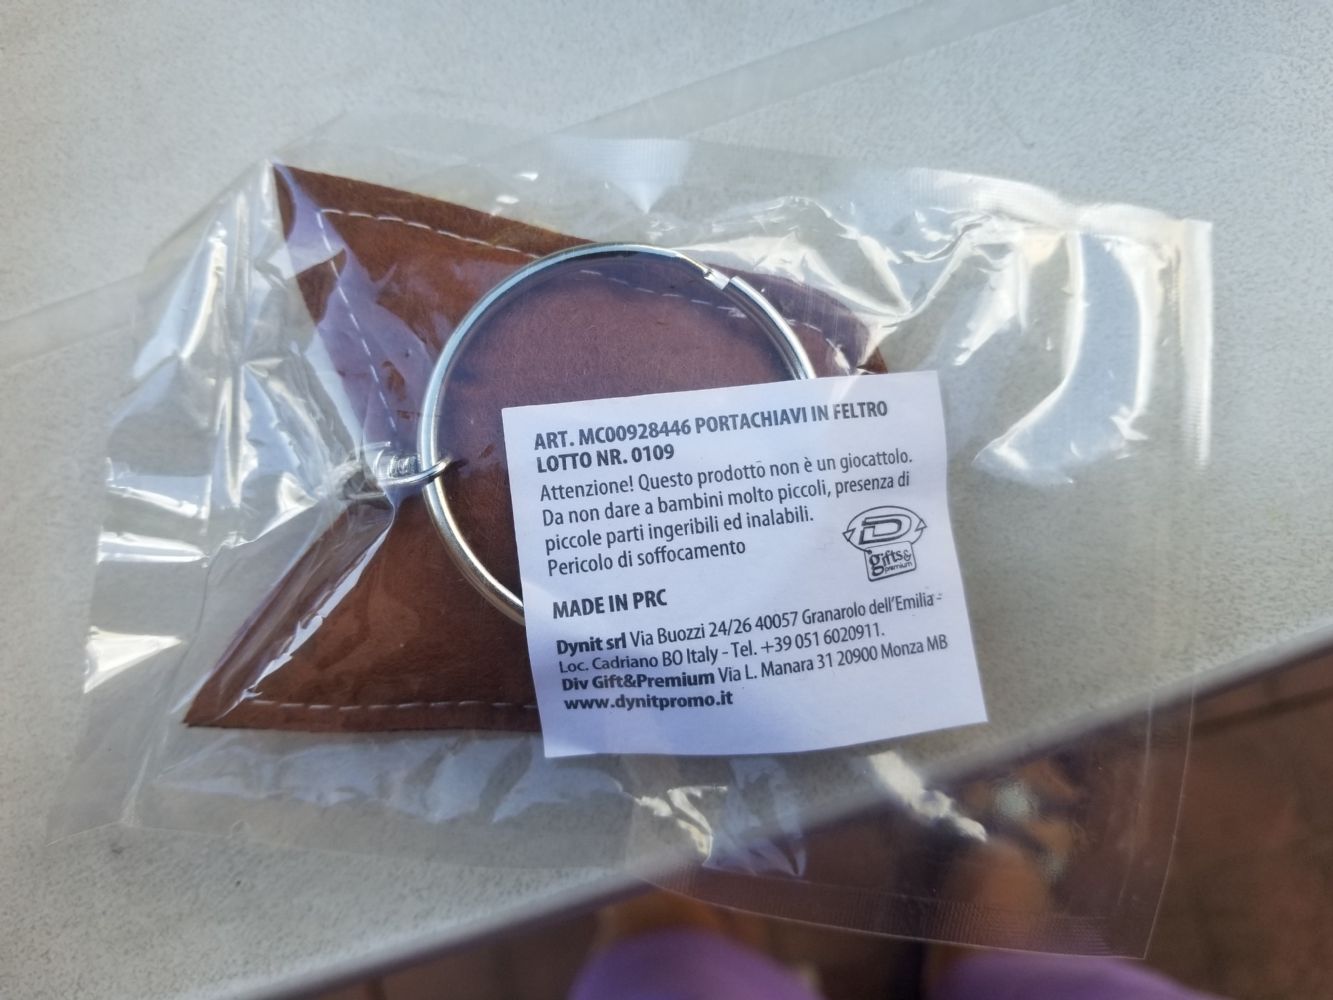 ART. MC00928446 PORTACHIAVI IN FELTRO
LOTTO NR. 0109
Attenzione! Questo prodotto non è un giocattolo.
Da non dare a bambini molto piccoli, presenza di
piccole parti ingeribili ed inalabili.
Pericolo di soffocamento
D
gifts&
premium
MADE IN PRC
Dynit srl Via Buozzi 24/26 40057 Granarolo dell'Emilia -
Loc. Cadriano BO Italy - Tel. +39 051 6020911.
Div Gift&Premium Via L. Manara 31 20900 Monza MB
www.dynitpromo.it